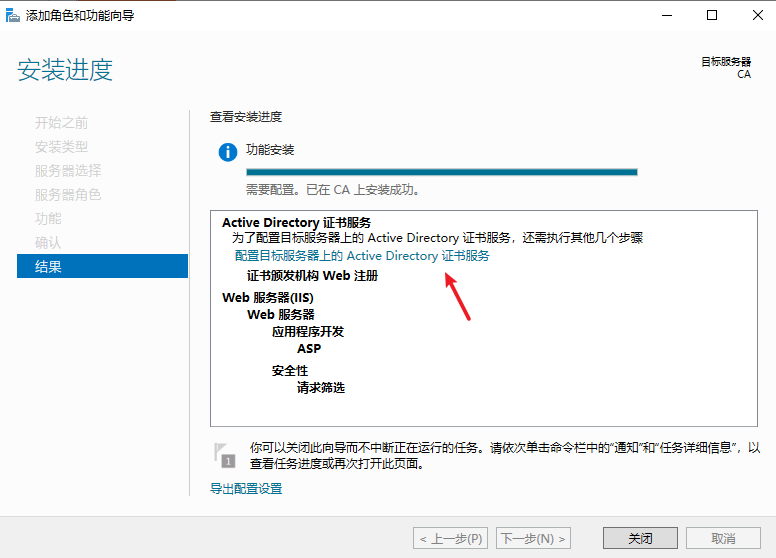 添加角色和功能向导
安装进度
目标服务器
CA
开始之前
安装类型
服务器选择
服务器角色
功能
确认
结果
查看安装进度
功能安装
需要配置。已在 CA 上安装成功。
Active Directory 证书服务
为了配置目标服务器上的 Active Directory 证书服务，还需执行其他几个步骤
配置目标服务器上的 Active Directory 证书服务
证书颁发机构 Web 注册
Web 服务器(IIS)
Web 服务器
应用程序开发
ASP
安全性
请求筛选
1
你可以关闭此向导而不中断正在运行的任务。请依次单击命令栏中的"通知"和"任务详细信息"，以
查看任务进度或再次打开此页面。
导出配置设置
< 上一步(P)
下一步(N) >
关闭
取消